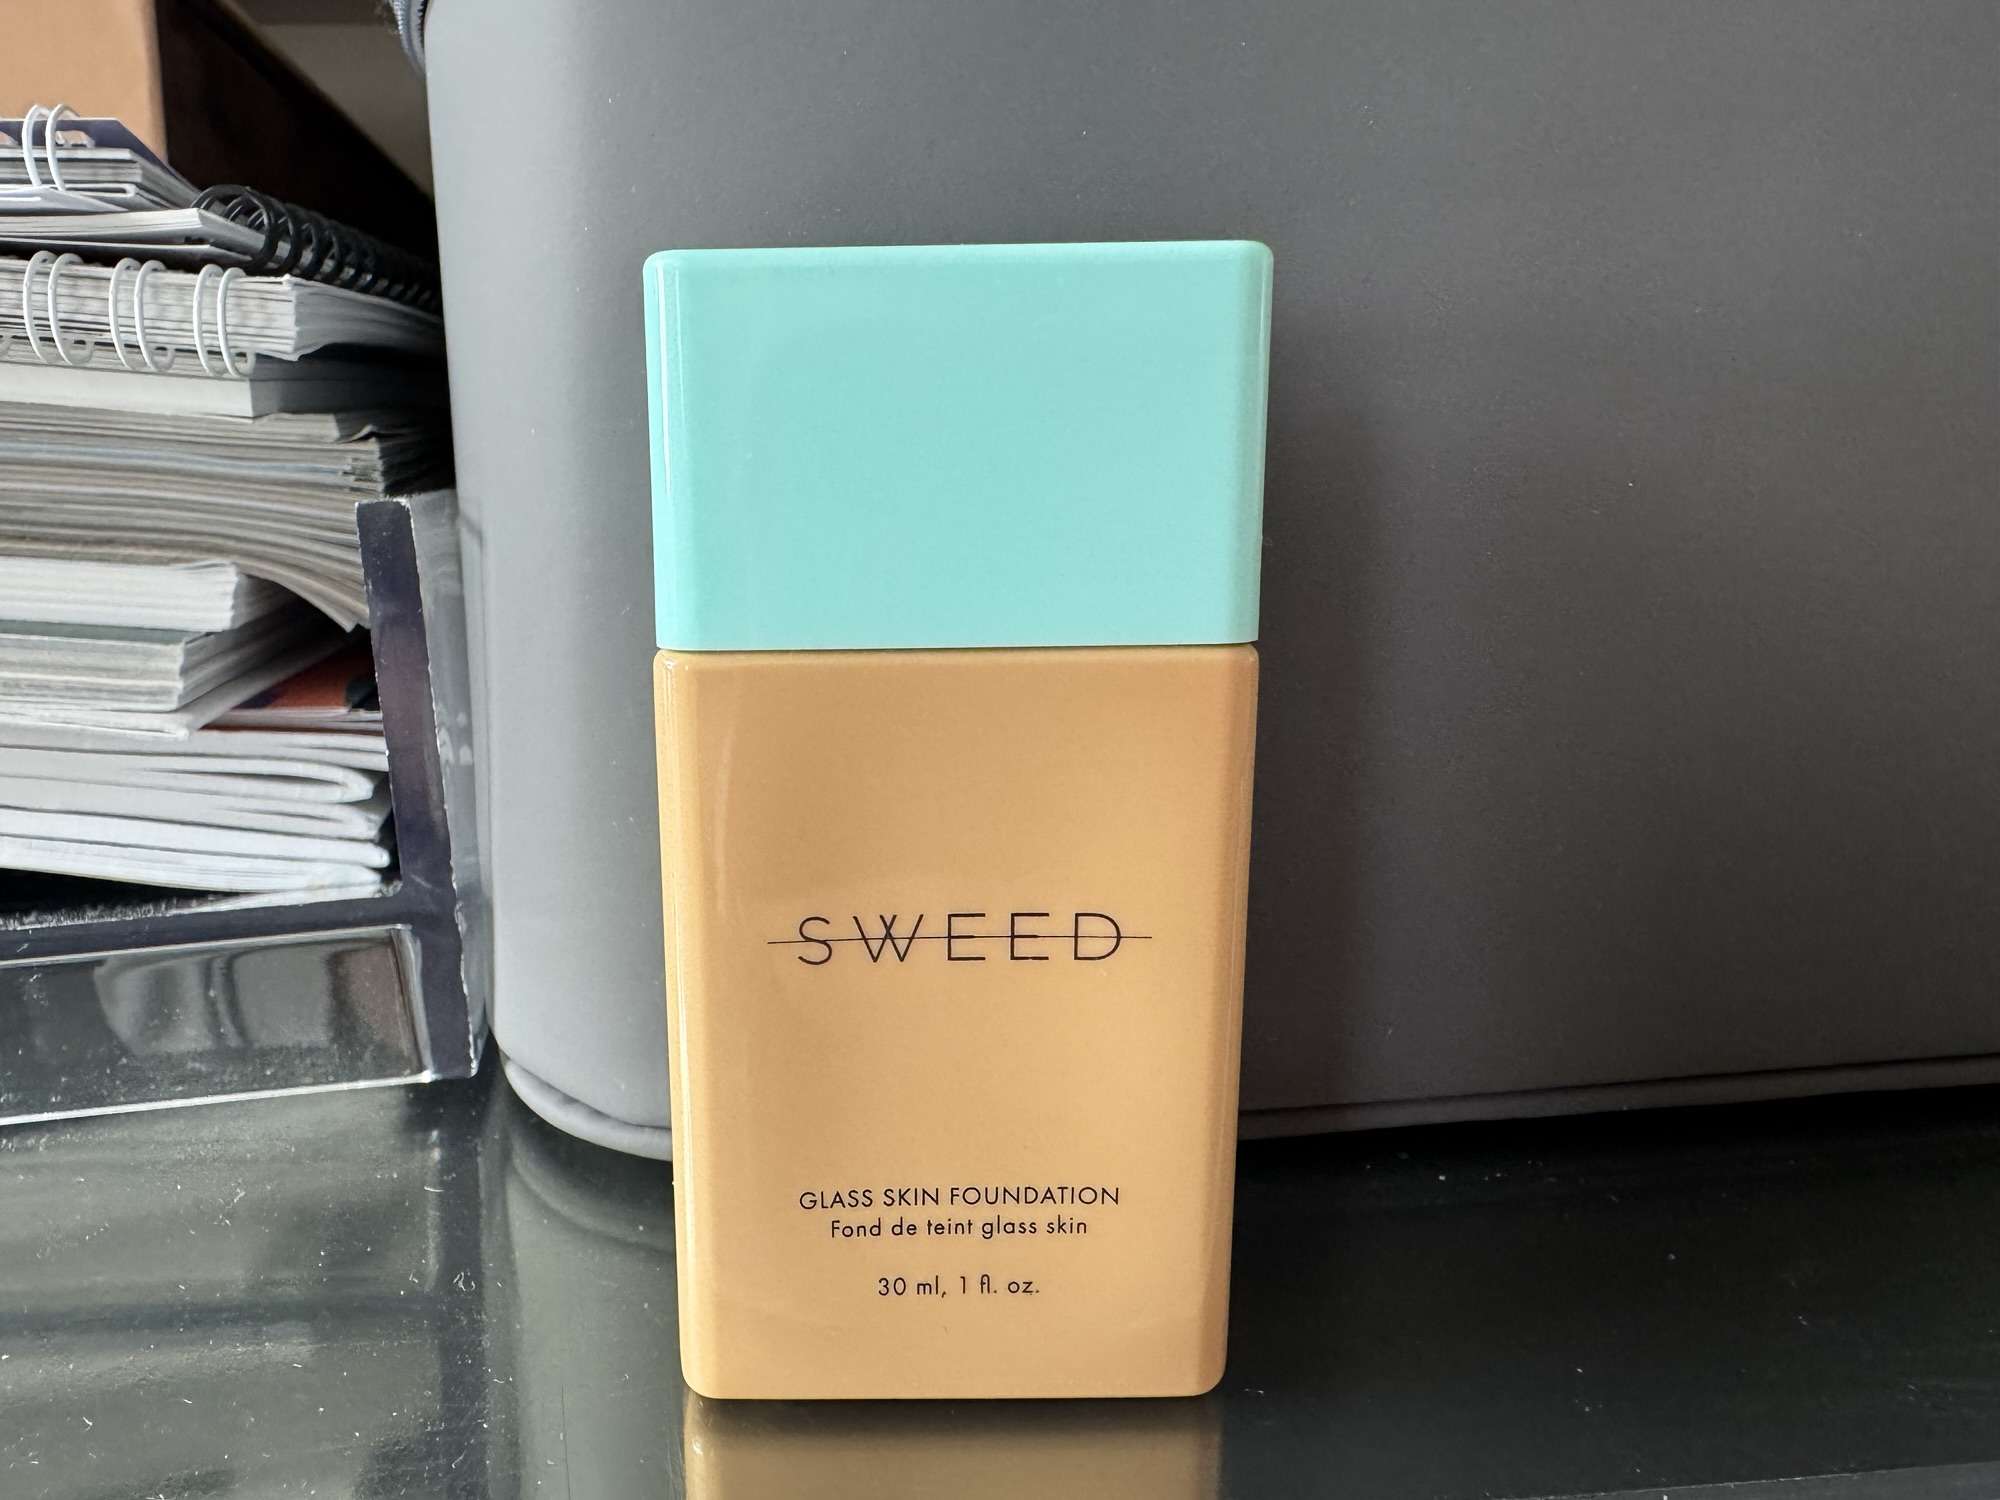 SWEED
GLASS SKIN FOUNDATION
Fond de teint glass skin
30 ml, 1 fl. oz.